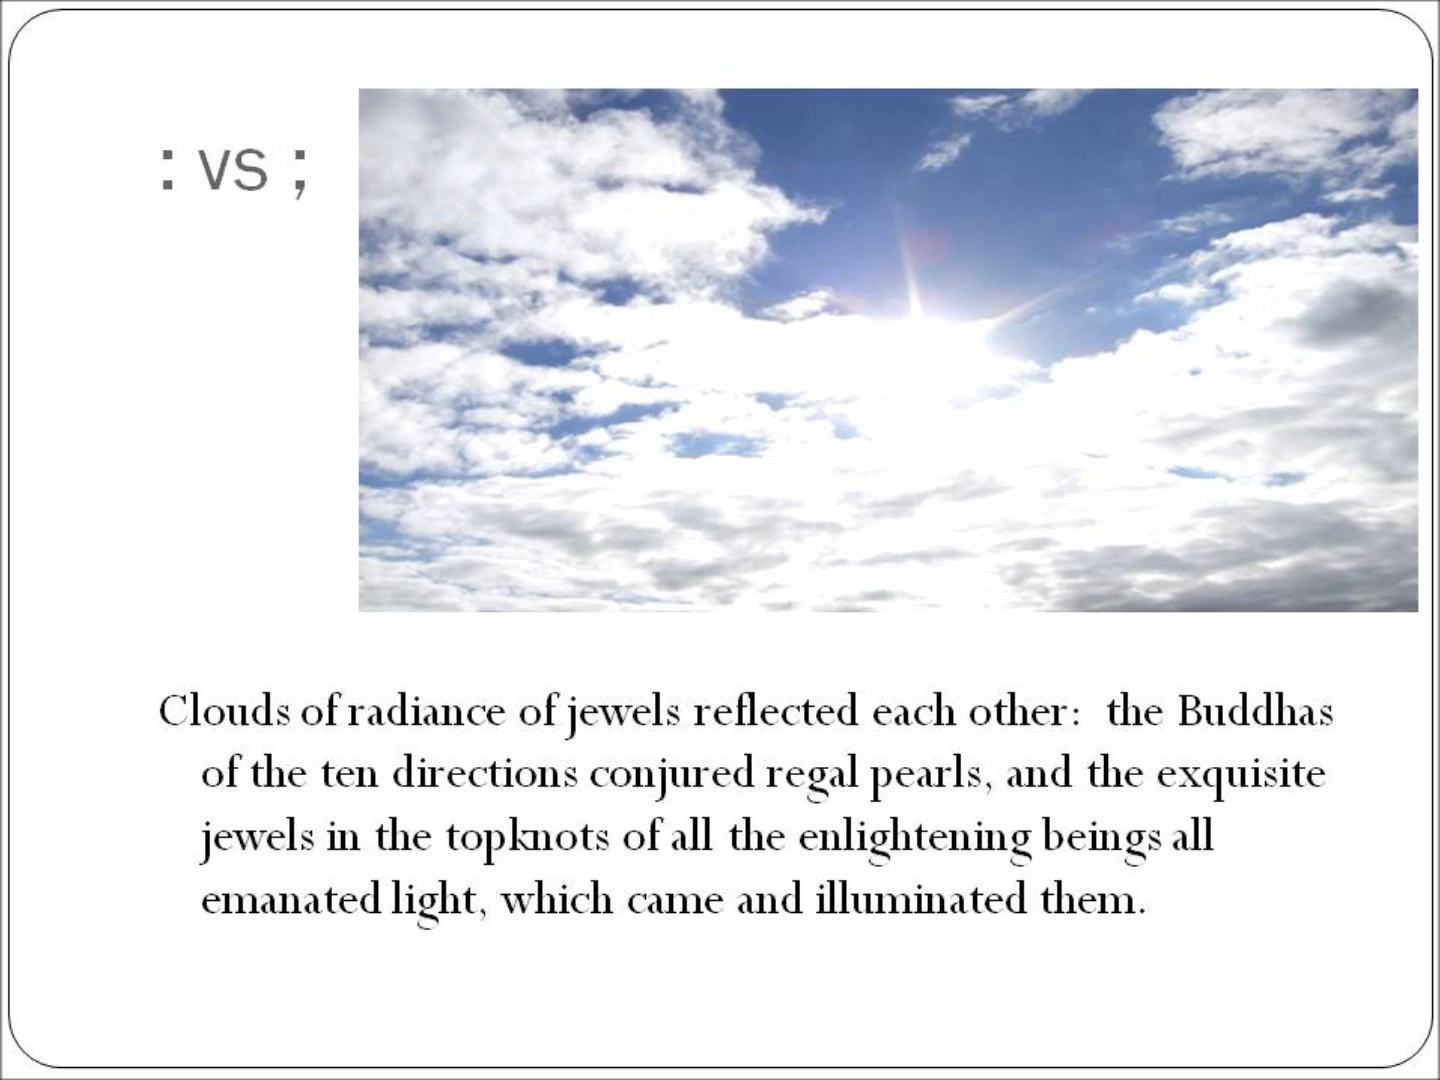 : vs ;
Clouds of radiance of jewels reflected each other:  the Buddhas
of the ten directions conjured regal pearls, and the exquisite
jewels in the topknots of all the enlightening beings all
emanated light, which came and illuminated them.